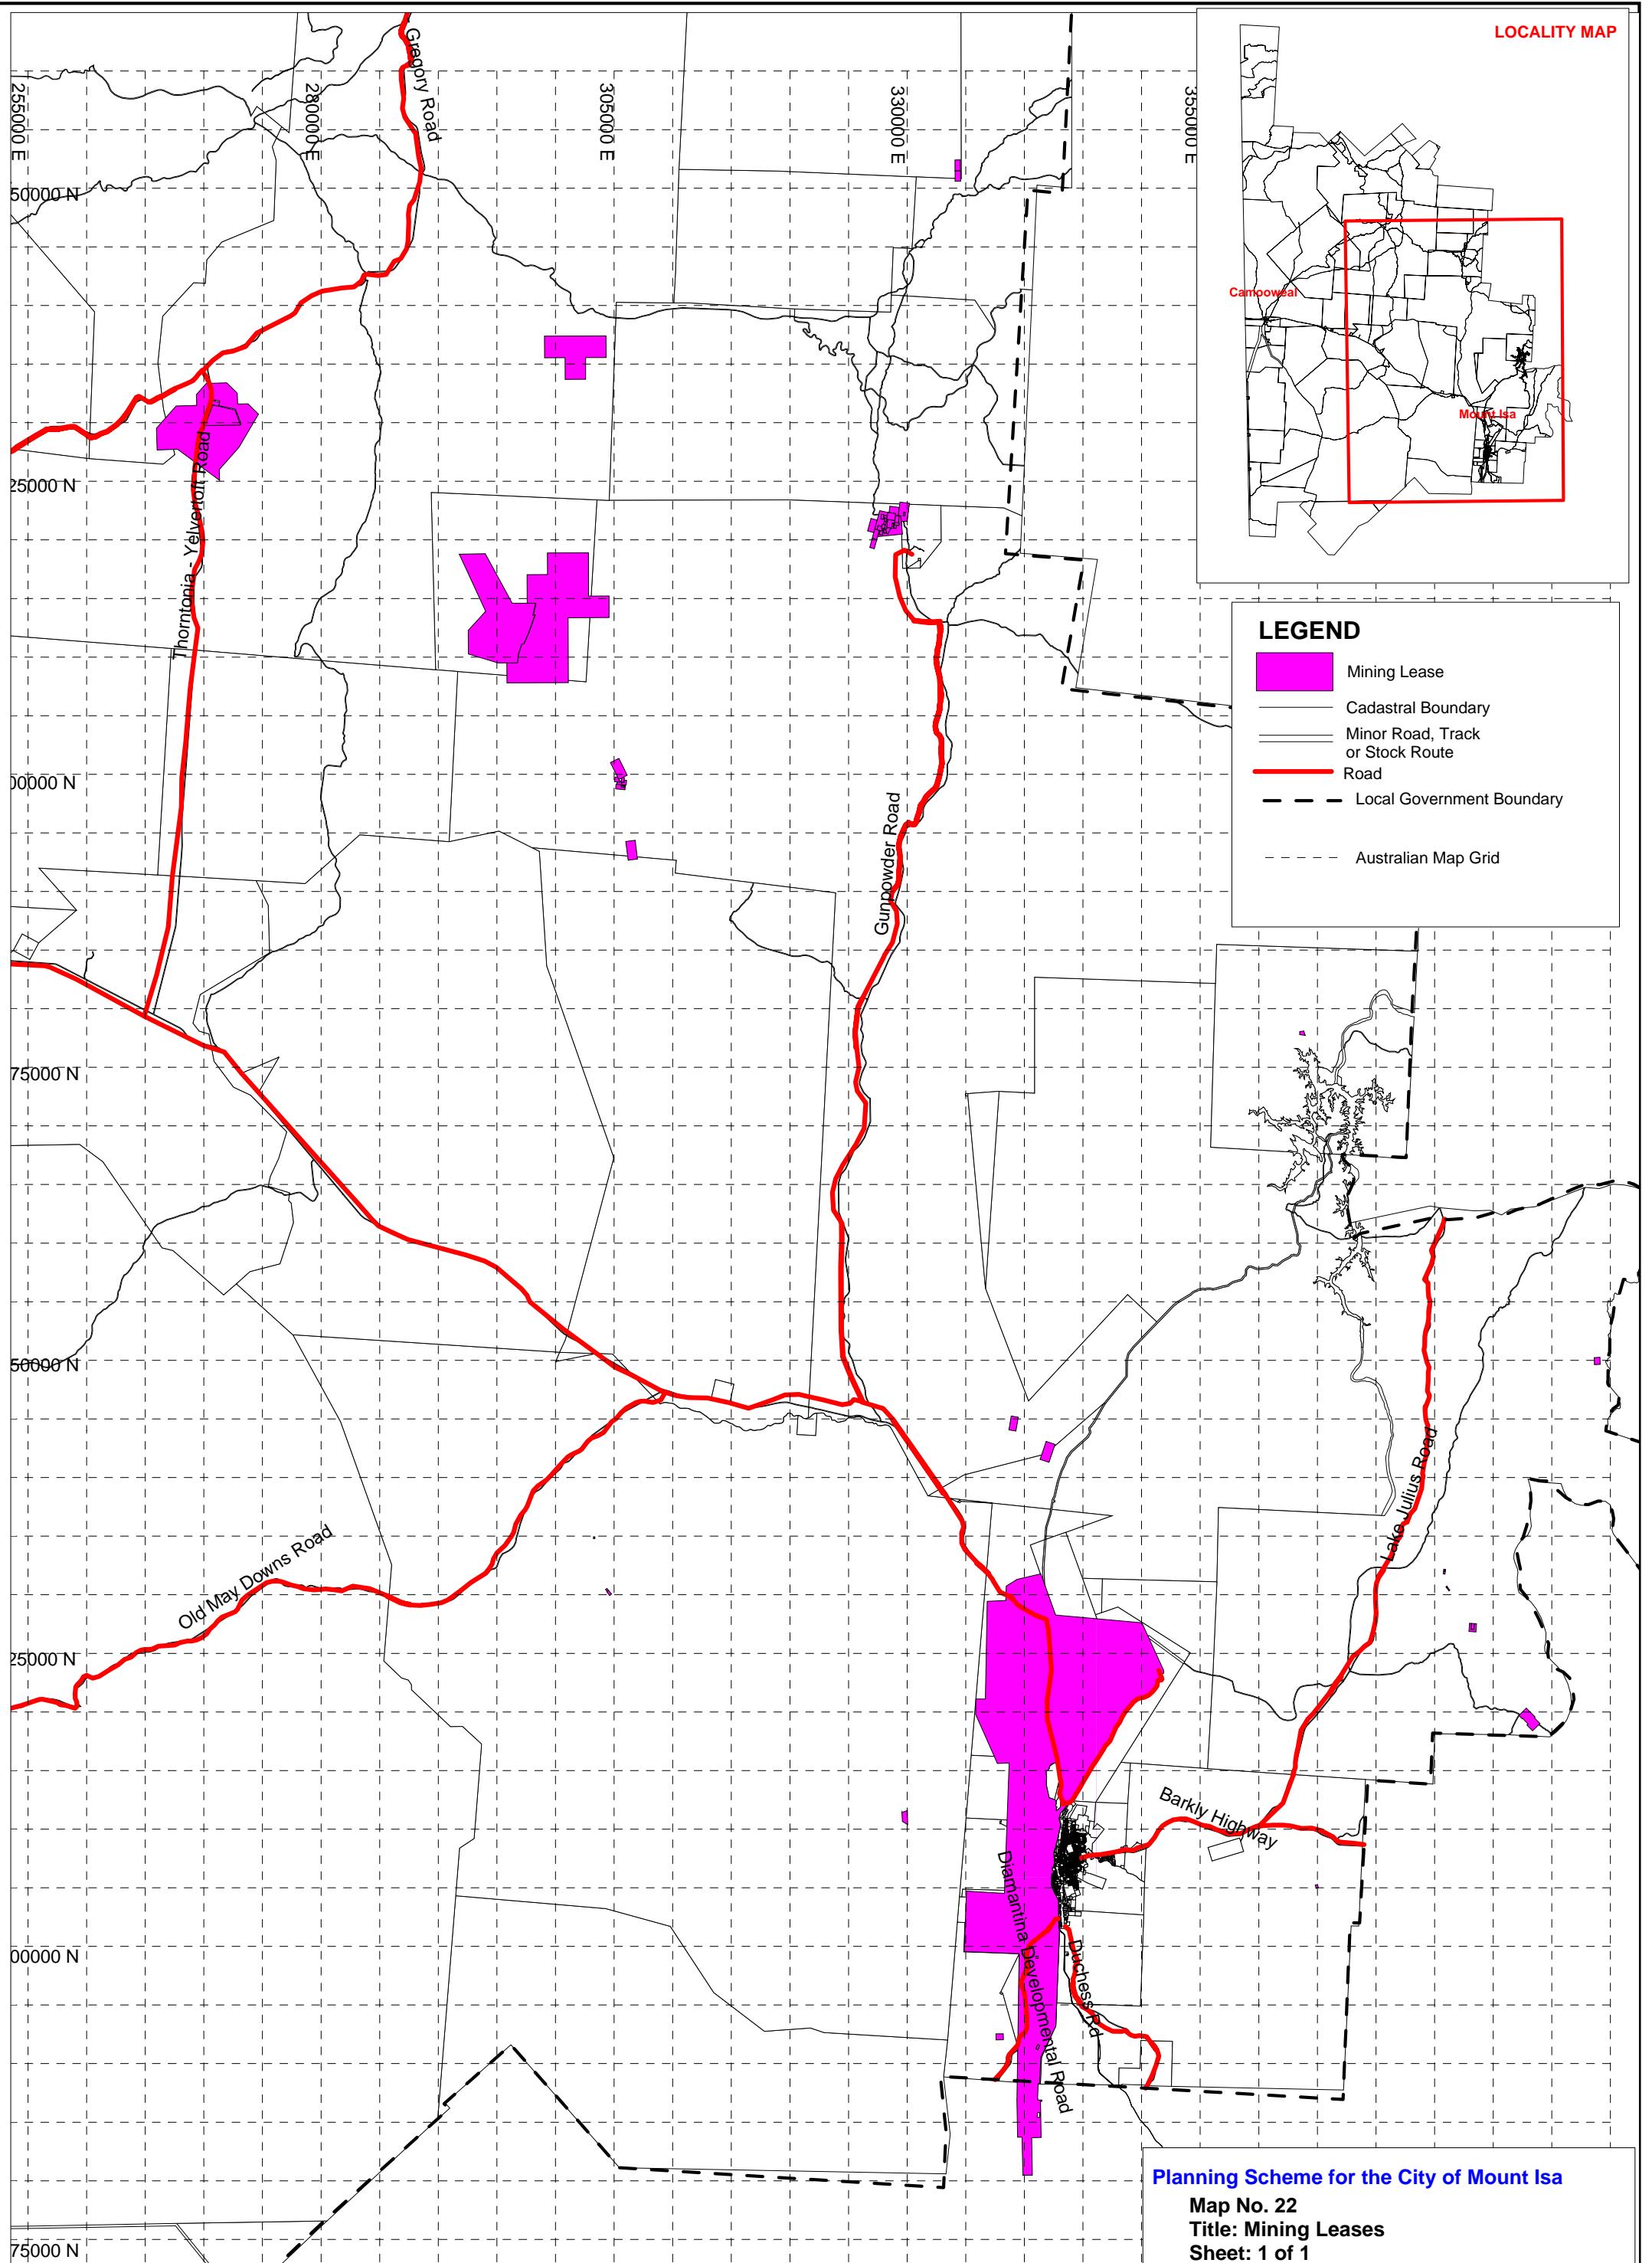 LOCALITY MAP
Camooweal
Mount Isa
255000 E
280000 E
305000 E
330000 E
355000 E
Gregory Road
50000 N
25000 N
Thorntonia - Yelvertoft Road
LEGEND
Mining Lease
Cadastral Boundary
Minor Road, Track
or Stock Route
Road
Local Government Boundary
Australian Map Grid
00000 N
Gunpowder Road
75000 N
50000 N
Lake Julius Road
Old May Downs Road
25000 N
Barkly Highway
Diamantina Developmental Road
Duchess Rd
00000 N
75000 N
Planning Scheme for the City of Mount Isa
Map No. 22
Title: Mining Leases
Sheet: 1 of 1